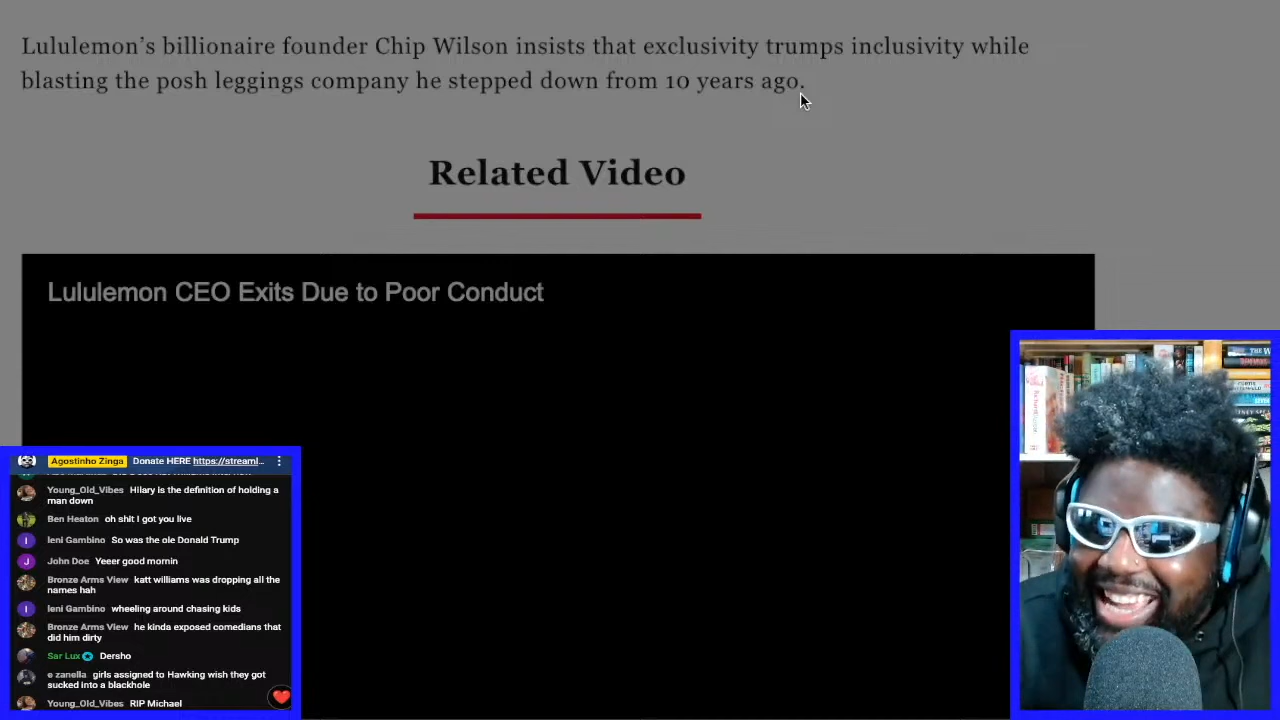 Lululemon’s billionaire founder Chip Wilson insists that exclusivity trumps inclusivity while
blasting the posh leggings company he stepped down from 10 years ago.
Related Video
Lululemon CEO Exits Due to Poor Conduct
Agostinho Zinga Donate HERE https://streaml...
Young_Old_Vibes Hilary is the definition of holding a
man down
Ben Heaton oh shit I got you live
Ieni Gambino So was the ole Donald Trump
John Doe Yeeer good mornin
Bronze Arms View katt williams was dropping all the
names hah
Ieni Gambino wheeling around chasing kids
Bronze Arms View he kinda exposed comedians that
did him dirty
Sar Lux Dersho
e zanella girls assigned to Hawking wish they got
sucked into a blackhole
Young_Old_Vibes RIP Michael